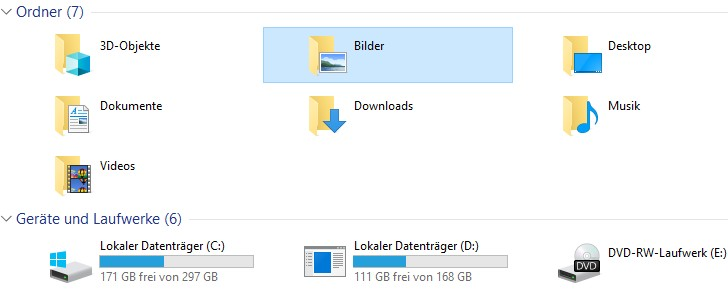 Ordner (7)
3D-Objekte
Bilder
Desktop
Dokumente
Downloads
Musik
Videos
Geräte und Laufwerke (6)
Lokaler Datenträger (C:)
171 GB frei von 297 GB
Lokaler Datenträger (D:)
111 GB frei von 168 GB
DVD-RW-Laufwerk (E:)
DVD